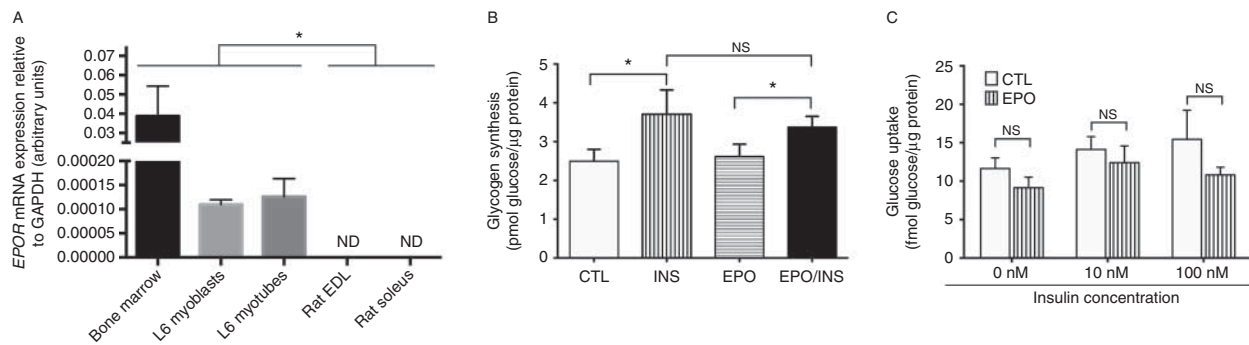 A
EPOR mRNA expression relative
to GAPDH (arbitrary units)
0.07
0.06
0.05
0.04
0.03
0.00020
0.00015
0.00010
0.00005
0.00000
*
ND
ND
Bone marrow
L6 myoblasts
L6 myotubes
Rat EDL
Rat soleus
B
Glycogen synthesis
(pmol glucose/μg protein)
5
4
3
2
1
0
*
NS
*
CTL
INS
EPO
EPO/INS
C
Glucose uptake
(fmol glucose/μg protein)
25
20
15
10
5
0
CTL
EPO
NS
NS
NS
0 nM
10 nM
100 nM
Insulin concentration